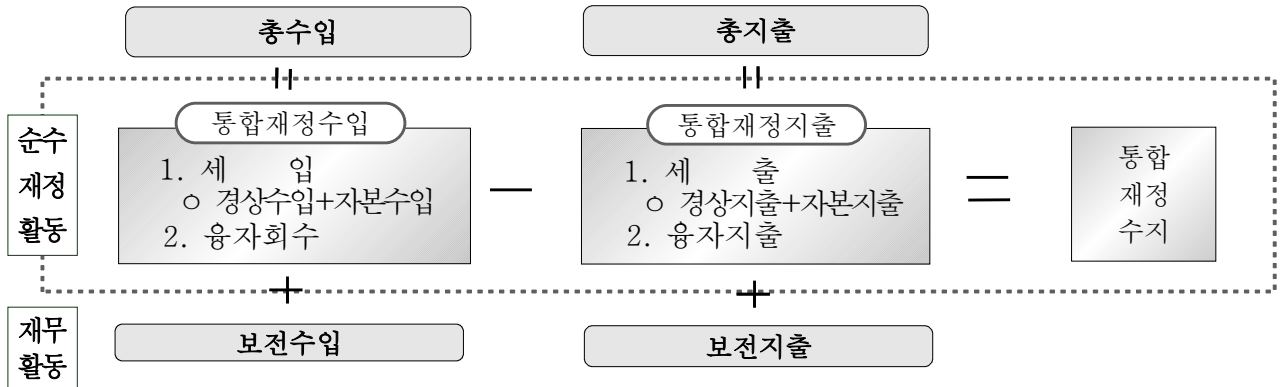 총수입
총지출
순수
재정
활동
통합재정수입
1. 세 입
○ 경상수입+자본수입
2. 융자회수
통합재정지출
1. 세 출
○ 경상지출+자본지출
2. 융자지출
통합
재정
수지
재무
활동
보전수입
보전지출